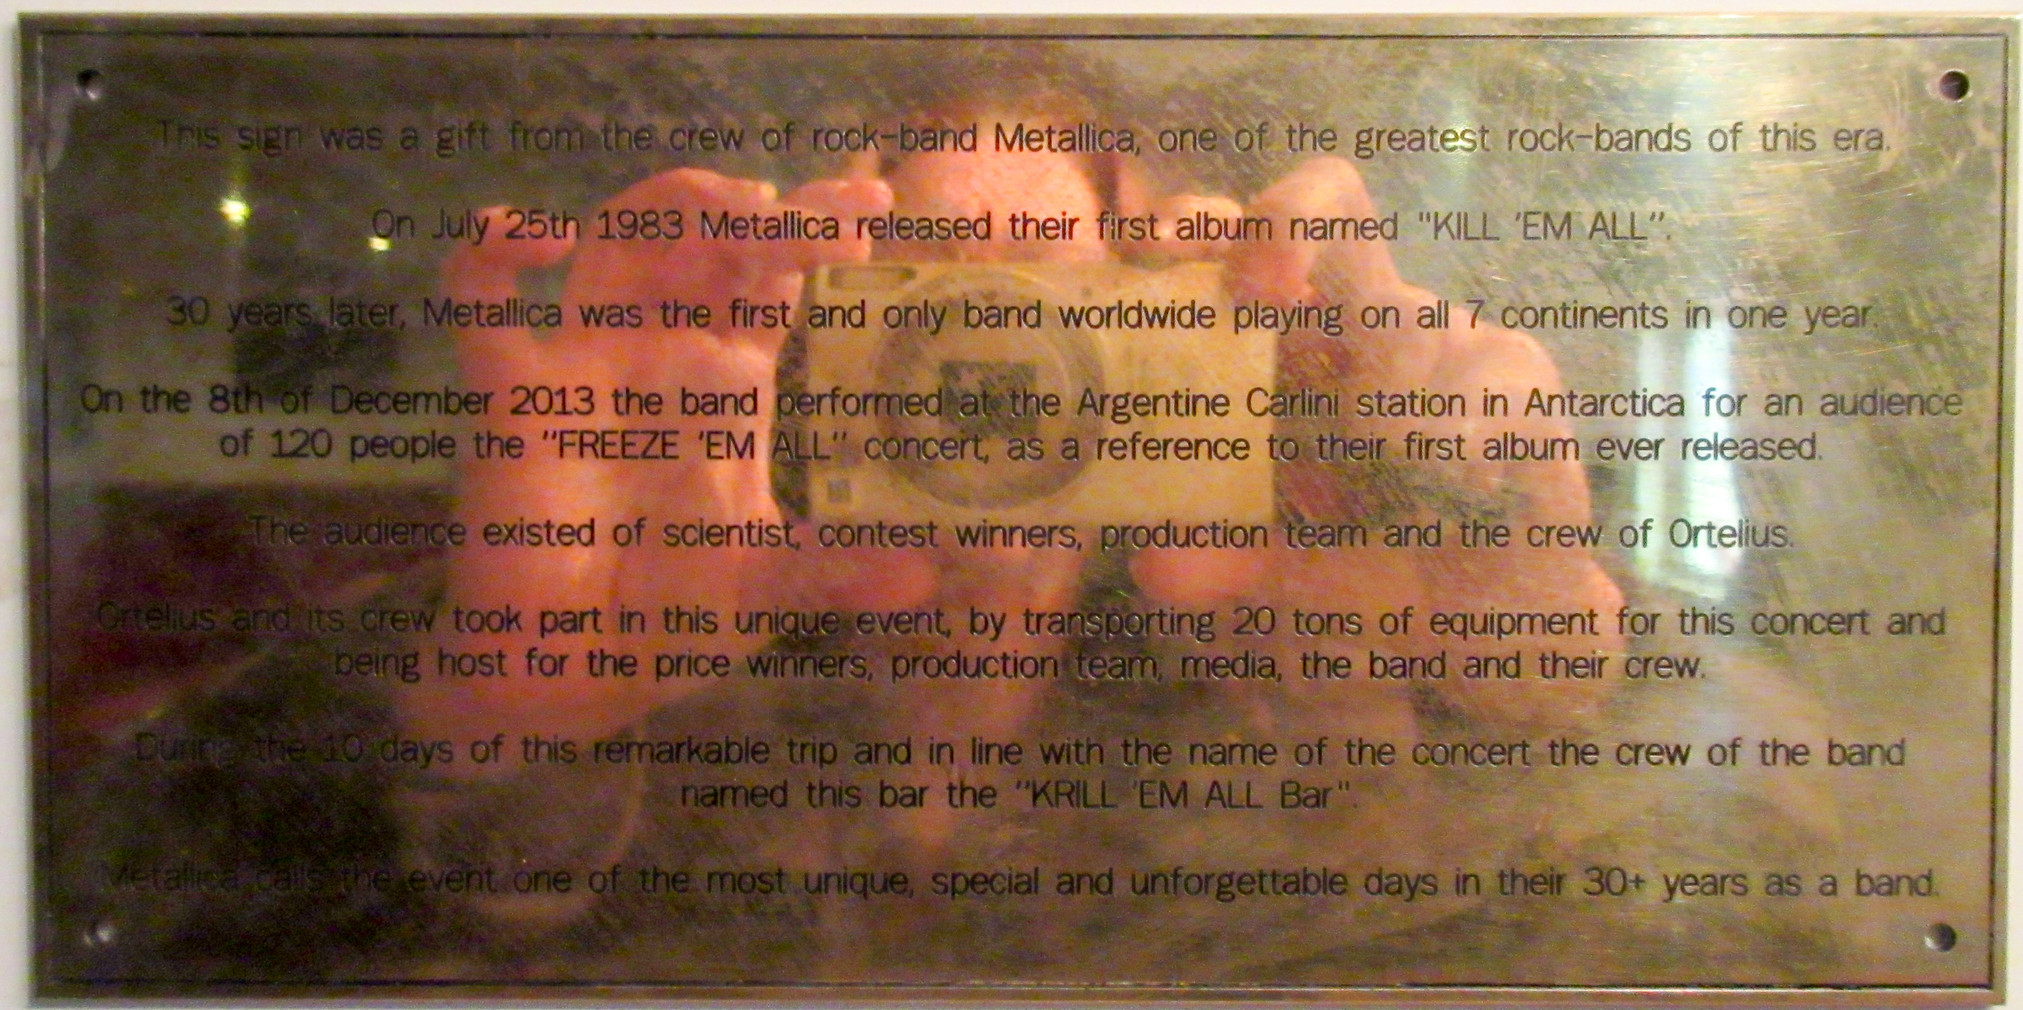 This sign was a gift from the crew of rock-band Metallica, one of the greatest rock-bands of this era.
On July 25th 1983 Metallica released their first album named "KILL 'EM ALL".
30 years later, Metallica was the first and only band worldwide playing on all 7 continents in one year.
On the 8th of December 2013 the band performed at the Argentine Carlini station in Antarctica for an audience
of 120 people the "FREEZE 'EM ALL" concert, as a reference to their first album ever released.
The audience existed of scientist, contest winners, production team and the crew of Ortelius.
Ortelius and its crew took part in this unique event, by transporting 20 tons of equipment for this concert and
being host for the price winners, production team, media, the band and their crew.
During the 10 days of this remarkable trip and in line with the name of the concert the crew of the band
named this bar the "KRILL 'EM ALL Bar".
Metallica calls the event one of the most unique, special and unforgettable days in their 30+ years as a band.